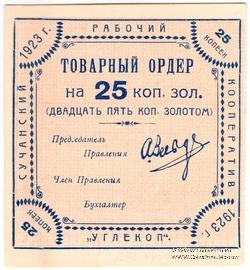 РАБОЧИЙ
1923 г.
25
КОПЕЕК
ТОВАРНЫЙ ОРДЕР
на 25 коп. зол.
(ДВАДЦАТЬ ПЯТЬ КОП. ЗОЛОТОМ)
СУЧАНСКИЙ
КООПЕРАТИВ
Председатель
Правления
Член Правления
Бухгалтер
25
КОПЕЕК
1923 г.
"УГЛЕКОП"